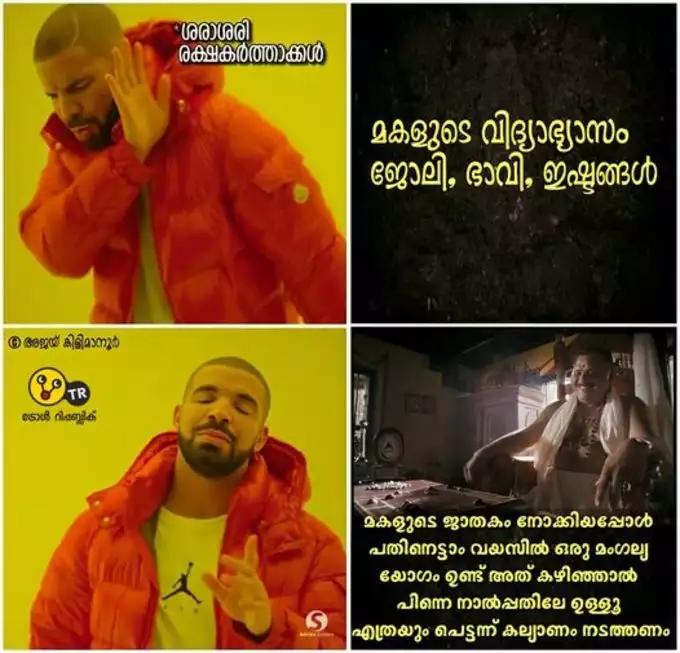 ശരാശരി
രക്ഷകർത്താക്കൾ
മകളുടെ വിദ്യാഭ്യാസം
ജോലി, ഭാവി, ഇഷ്ടങ്ങൾ
© അജയ് കിളിമാനൂർ
TR
ട്രോൾ റിപ്പബ്ലിക്
മകളുടെ ജാതകം നോക്കിയപ്പോൾ
പതിനെട്ടാം വയസിൽ ഒരു മംഗല്യ
യോഗം ഉണ്ട് അത് കഴിഞ്ഞാൽ
പിന്നെ നാൽപ്പതിലേ ഉള്ളൂ
എത്രയും പെട്ടന്ന് കല്യാണം നടത്തണം
S